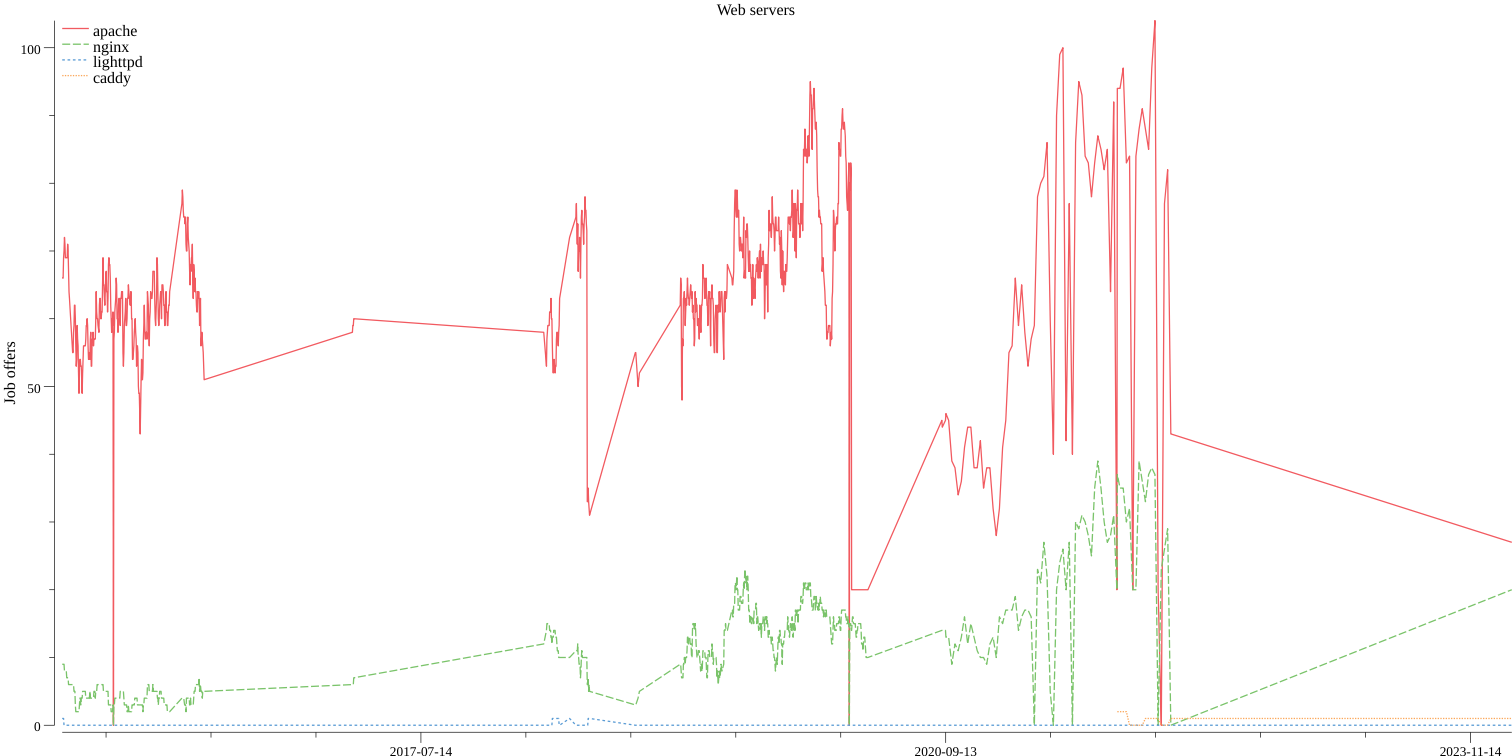 Web servers
apache
nginx
lighttpd
caddy
100
50
0
Job offers
2017-07-14
2020-09-13
2023-11-14